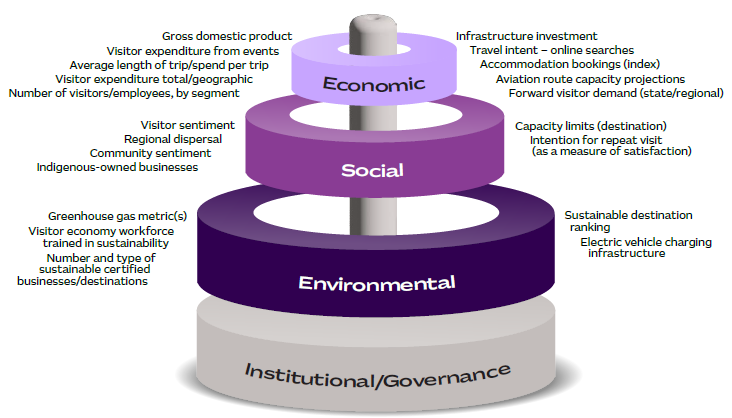 Gross domestic product
Visitor expenditure from events
Average length of trip/spend per trip
Visitor expenditure total/geographic
Number of visitors/employees, by segment
Infrastructure investment
Travel intent – online searches
Accommodation bookings (index)
Aviation route capacity projections
Forward visitor demand (state/regional)
Economic
Visitor sentiment
Regional dispersal
Community sentiment
Indigenous-owned businesses
Capacity limits (destination)
Intention for repeat visit
(as a measure of satisfaction)
Social
Greenhouse gas metric(s)
Visitor economy workforce
trained in sustainability
Number and type of
sustainable certified
businesses/destinations
Sustainable destination
ranking
Electric vehicle charging
infrastructure
Environmental
Institutional/Governance